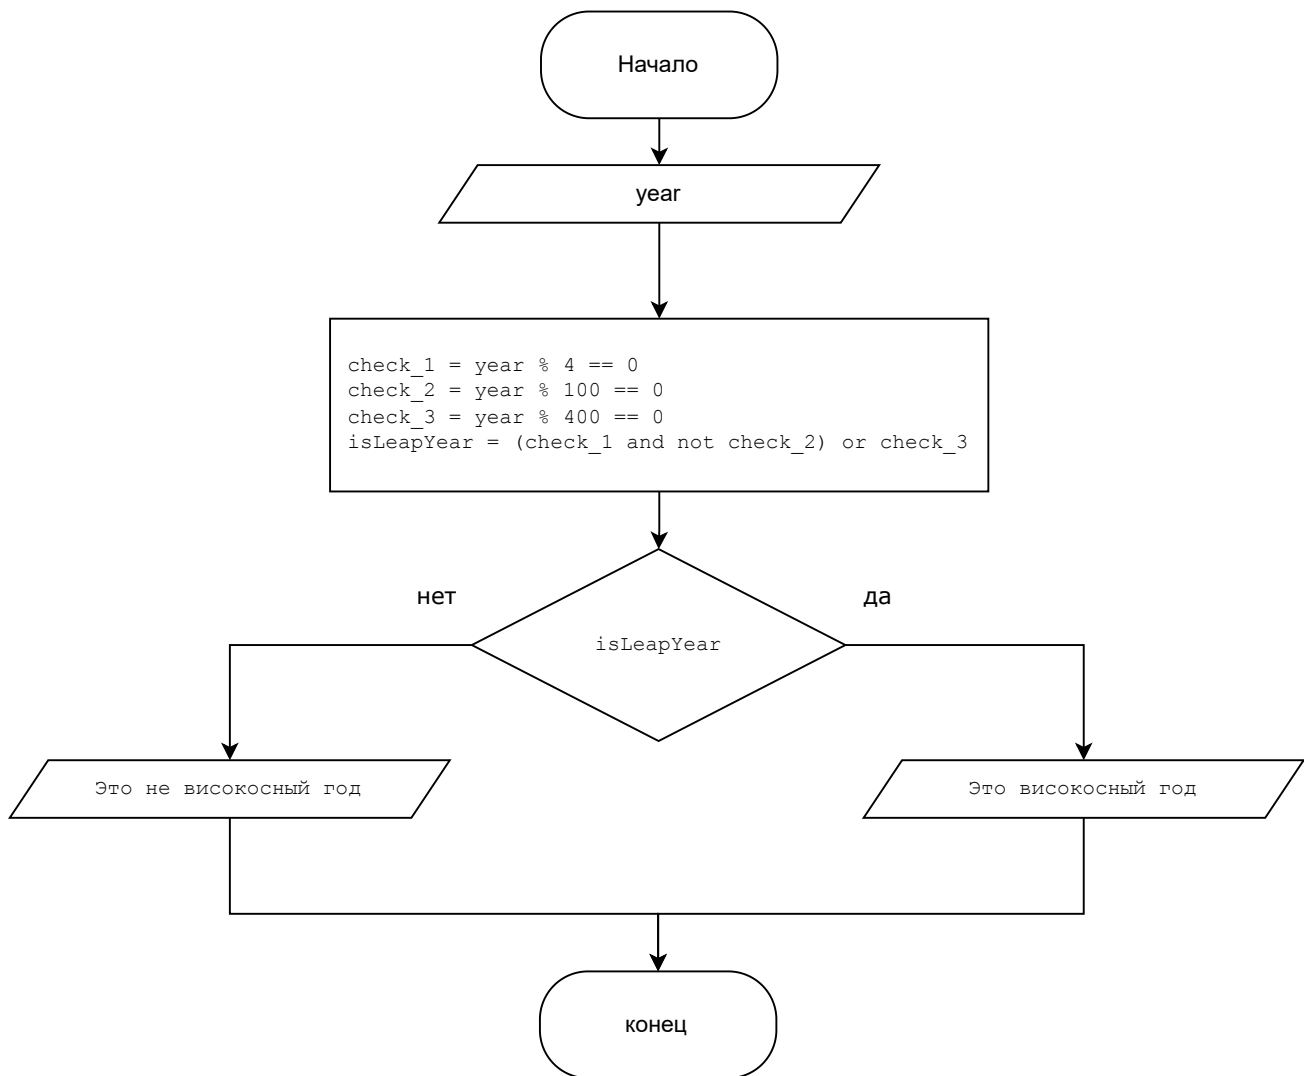 Начало
year
check_1 = year % 4 == 0
check_2 = year % 100 == 0
check_3 = year % 400 == 0
isLeapYear = (check_1 and not check_2) or check_3
нет
да
isLeapYear
Это не високосный год
Это високосный год
конец